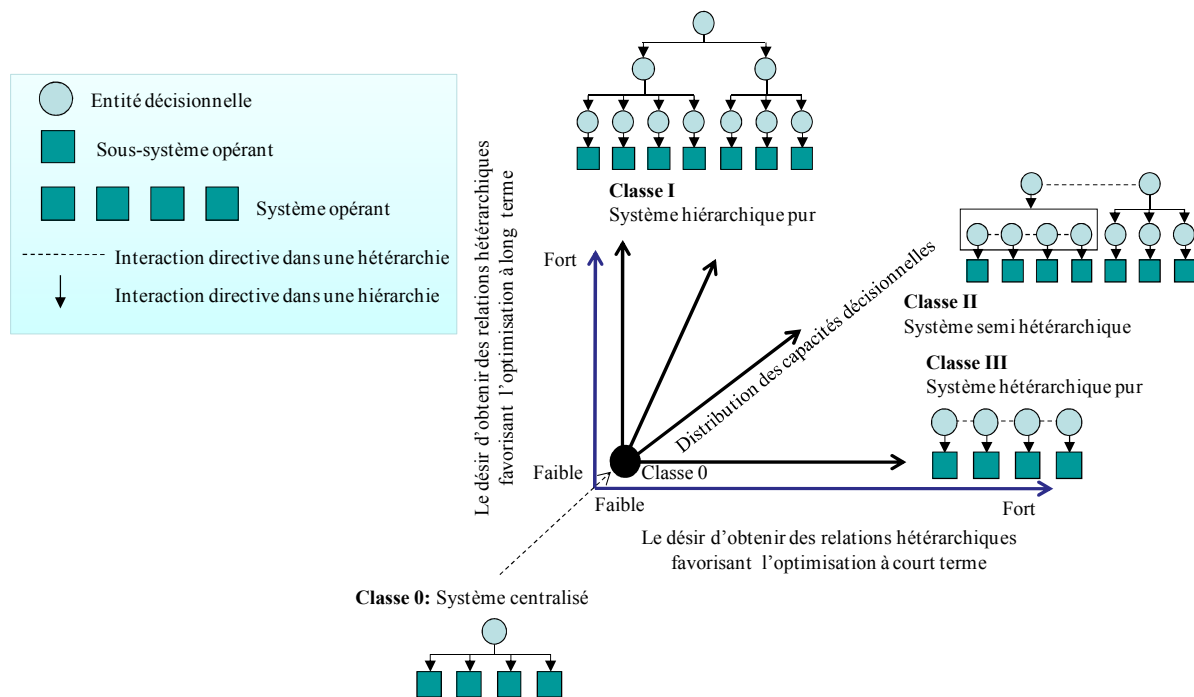 Entité décisionnelle
Sous-système opérant
Système opérant
Interaction directive dans une hétérarchie
Interaction directive dans une hiérarchie
Le désir d'obtenir des relations hétérarchiques
favorisant l'optimisation à long terme
Classe I
Système hiérarchique pur
Fort
Distribution des capacités décisionnelles
Classe II
Système semi hétérarchique
Classe III
Système hétérarchique pur
Faible
Classe 0
Faible
Fort
Le désir d'obtenir des relations hétérarchiques
favorisant l'optimisation à court terme
Classe 0: Système centralisé